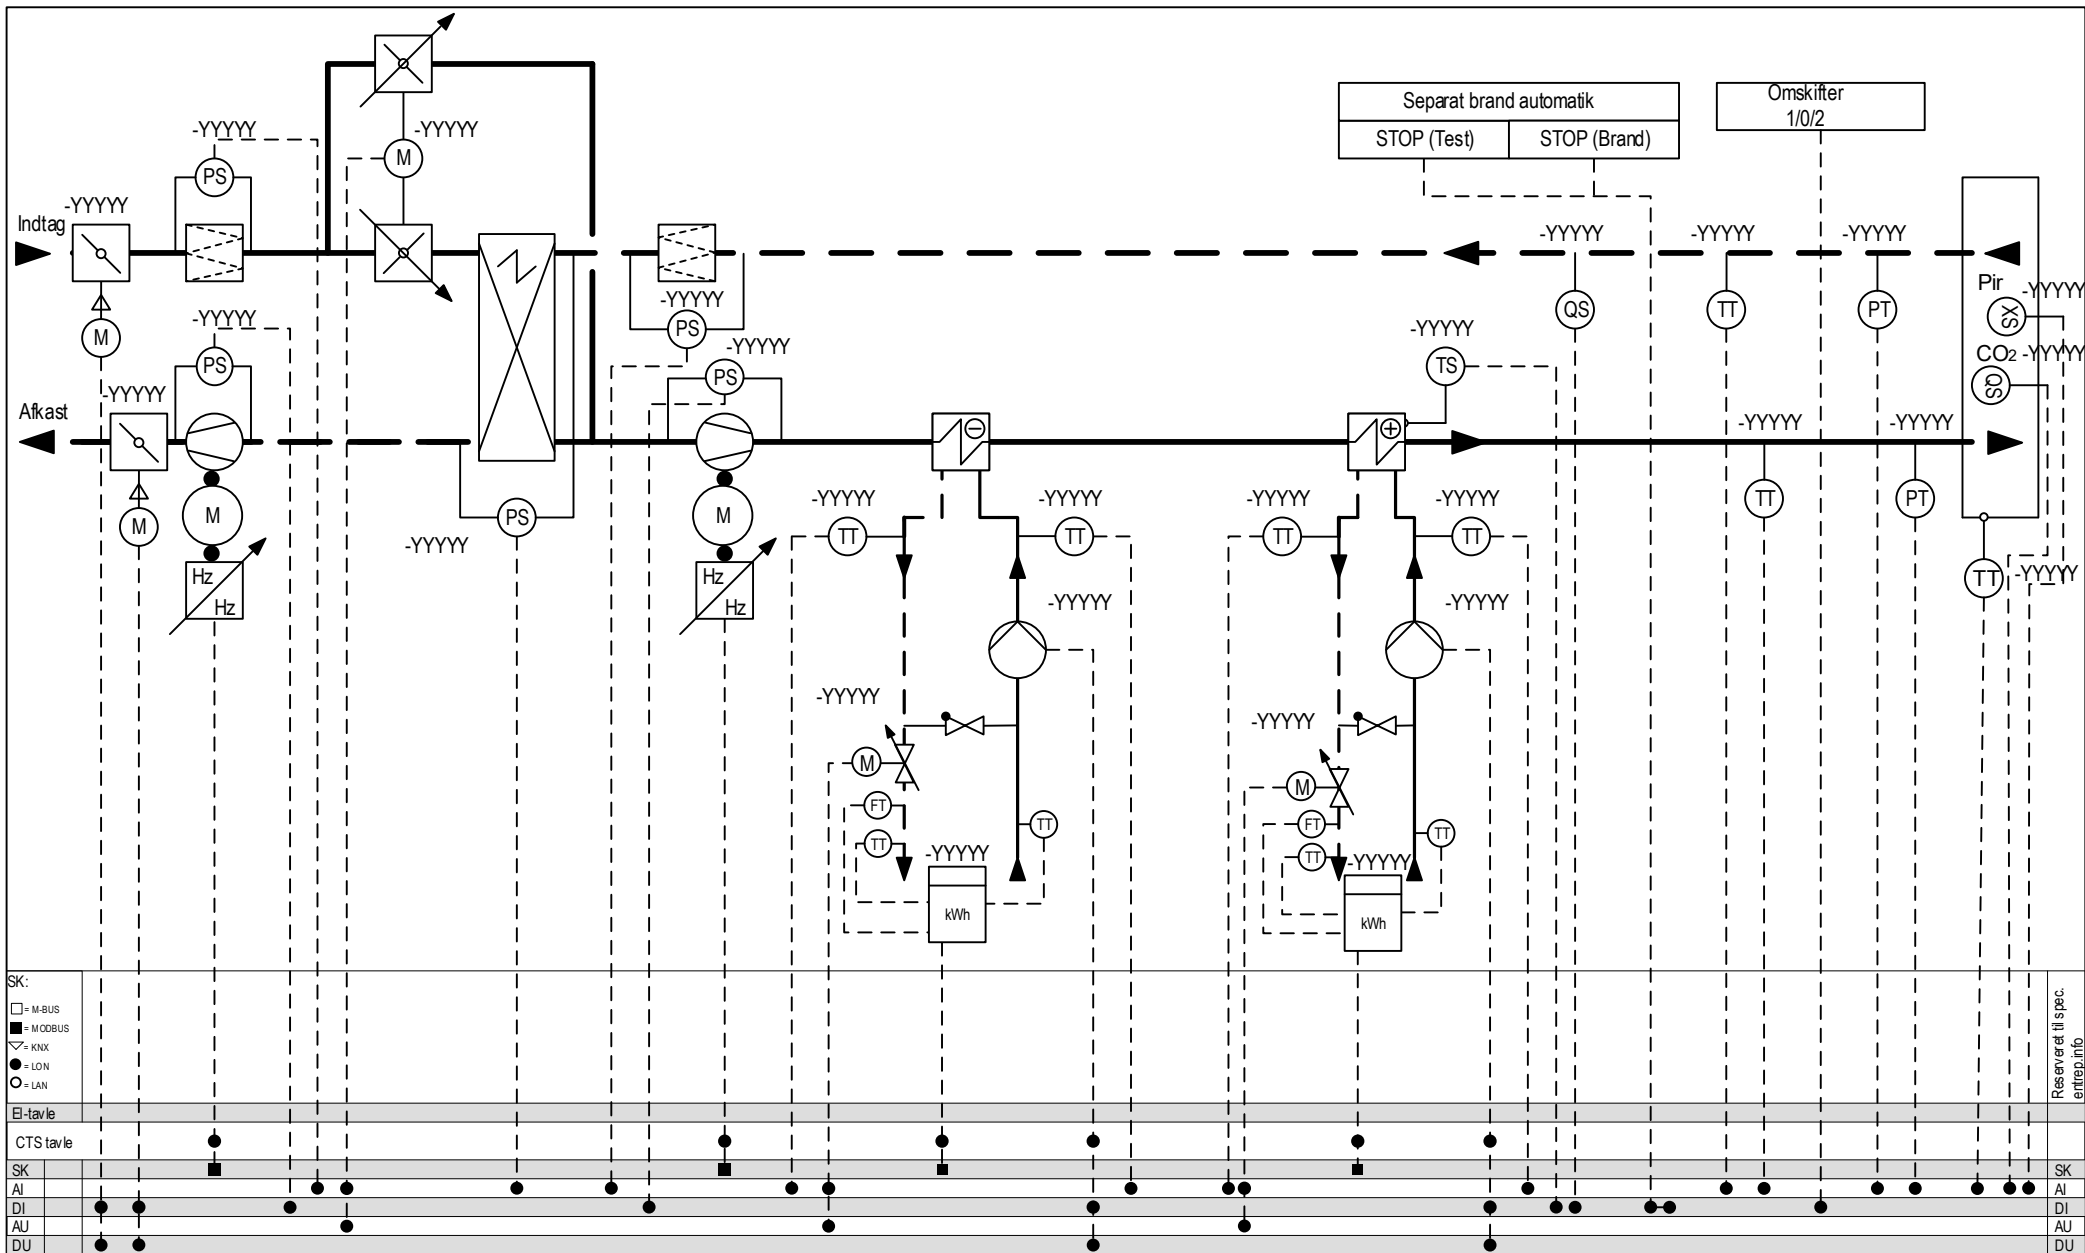 Separat brand automatik
STOP (Test)
STOP (Brand)
Omskifter
1/0/2
-YYYYY
-YYYYY
PS
M
-YYYYY
Indtag
-YYYYY
-YYYYY
-YYYYY
Pir
-YYYYY
-YYYYY
PS
QS
TT
PT
SX
M
-YYYYY
PS
-YYYYY
PS
-YYYYY
TS
CO2
-YYYYY
SQ
-YYYYY
Afkast
-YYYYY
-YYYYY
M
M
-YYYYY
PS
M
-YYYYY
TT
-YYYYY
TT
-YYYYY
TT
-YYYYY
TT
TT
PT
Hz
Hz
Hz
Hz
TT
-YYYYY
-YYYYY
-YYYYY
-YYYYY
-YYYYY
M
M
FT
TT
TT
FT
TT
TT
-YYYYY
-YYYYY
kWh
kWh
SK:
= M-BUS
= MODBUS
= KNX
= LON
= LAN
Reserveret til spec.
entrep.info
El-tavle
CTS tavle
SK
SK
AI
AI
DI
DI
AU
AU
DU
DU